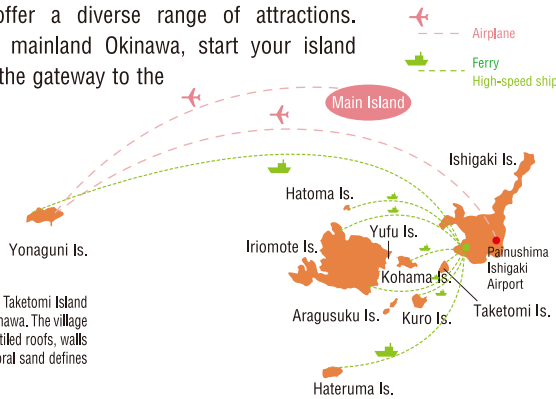 offer a diverse range of attractions.
mainland Okinawa, start your island
the gateway to the
Airplane
Ferry
High-speed ship
Main Island
Ishigaki Is.
Hatoma Is.
Yufu Is.
Iriomote Is.
Yonaguni Is.
Painushima
Ishigaki
Airport
Kohama Is.
Taketomi Is.
Aragusuku Is.
Kuro Is.
Hateruma Is.
Taketomi Island
nawa. The village
tiled roofs, walls
oral sand defines